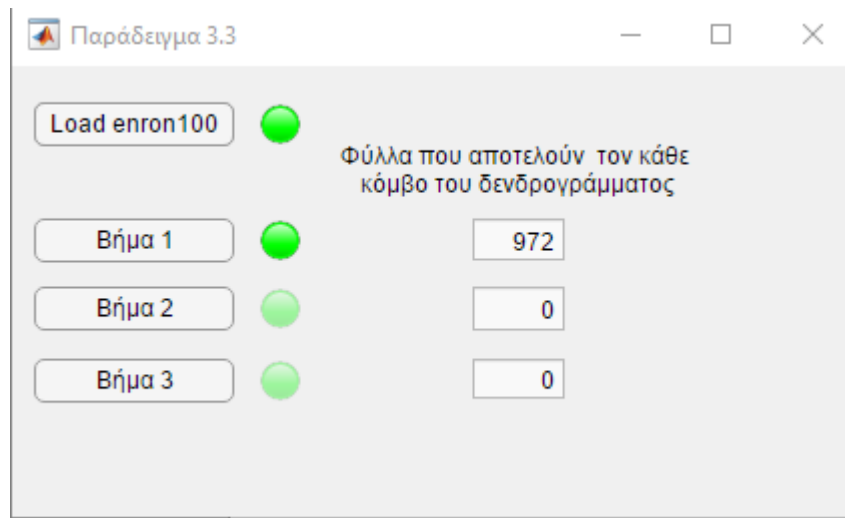 Παράδειγμα 3.3
Load enron100
Φύλλα που αποτελούν τον κάθε
κόμβο του δενδρογράμματος
Βήμα 1
972
Βήμα 2
0
Βήμα 3
0